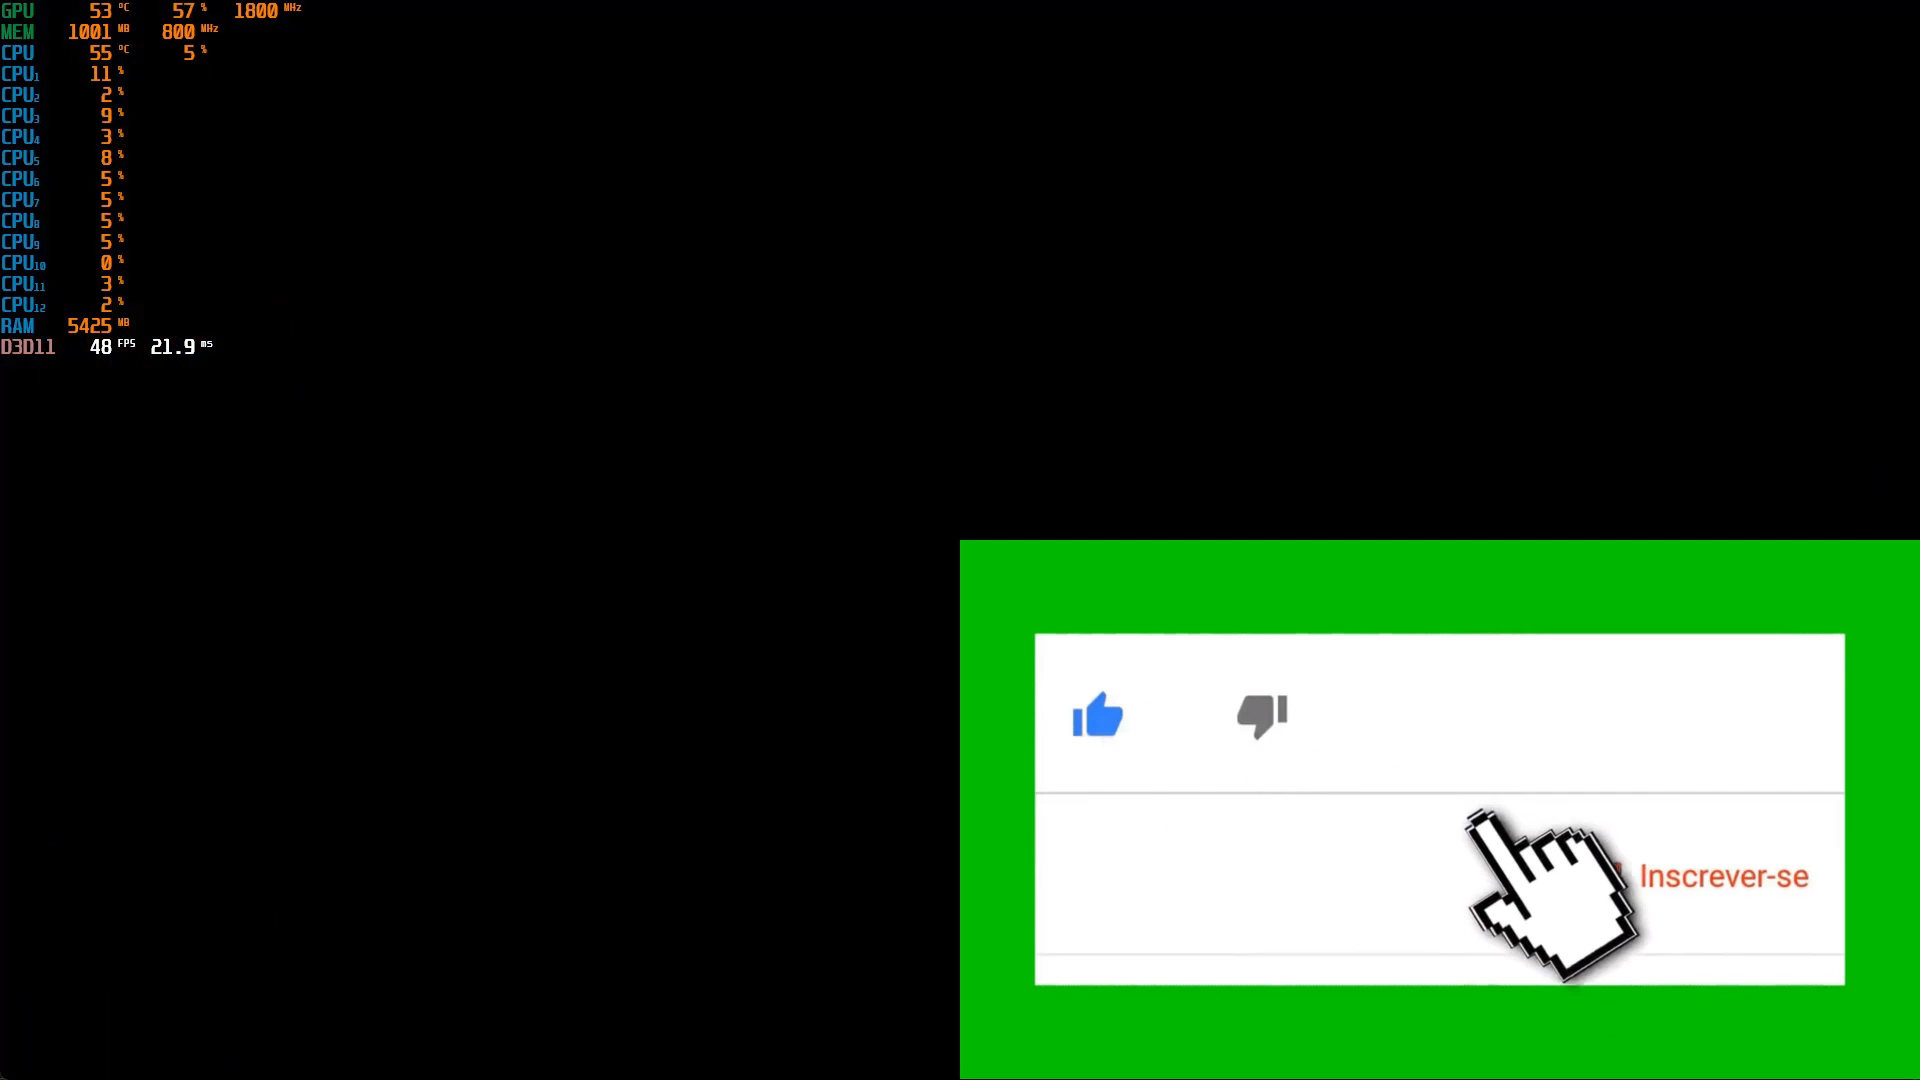 GPU 53 °C 57 % 1800 MHz
MEM 1001 MB 800 MHz
CPU 55 °C 5 %
CPU1 11 %
CPU2 2 %
CPU3 9 %
CPU4 3 %
CPU5 8 %
CPU6 5 %
CPU7 5 %
CPU8 5 %
CPU9 5 %
CPU10 0 %
CPU11 3 %
CPU12 2 %
RAM 5425 MB
D3D11 48 FPS 21.9 ms
Inscrever-se